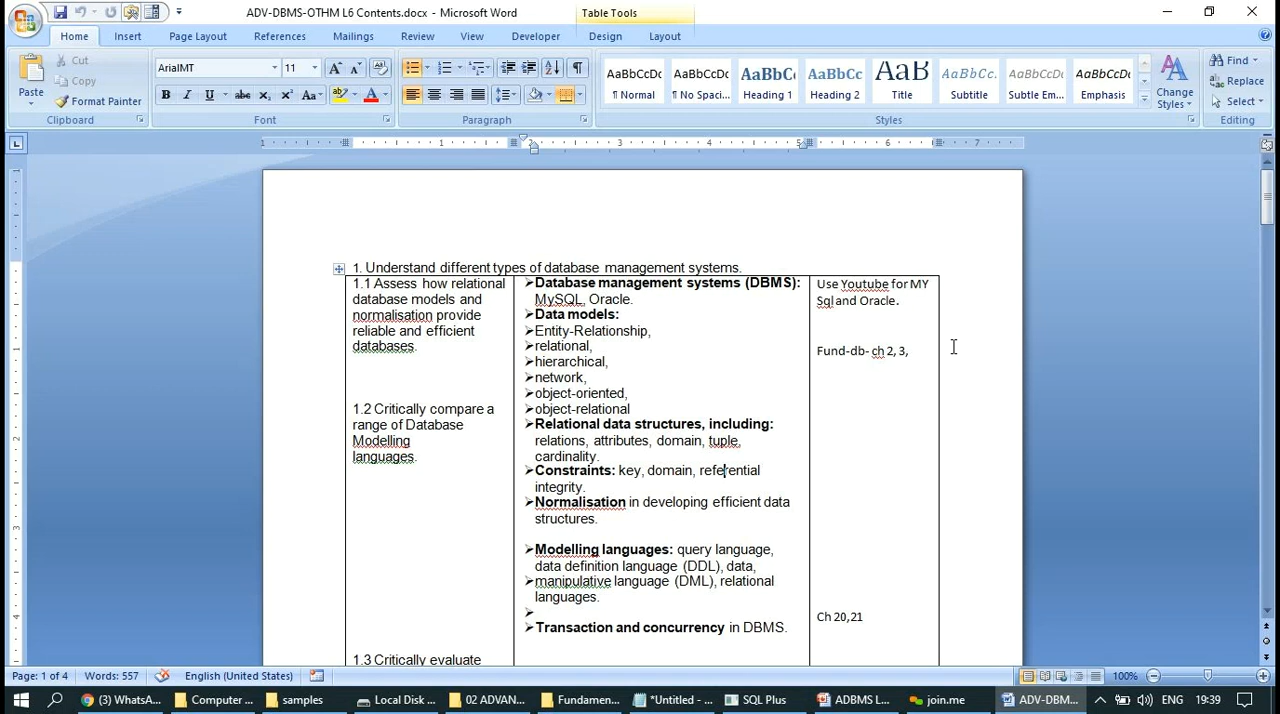 ADV-DBMS-OTHM L6 Contents.docx - Microsoft Word
Table Tools
Home Insert Page Layout References Mailings Review View Developer Design Layout
Paste
Cut
Copy
Format Painter
Clipboard
ArialMT 11
Font
Paragraph
AaBbCcDc AaBbCcDc AaBbCc AaBbCc AaB AaBbCc. AaBbCcDc AaBbCcDc
¶ Normal ¶ No Spaci... Heading 1 Heading 2 Title Subtitle Subtle Em... Emphasis
Change Styles
Styles
Find
Replace
Select
Editing
1. Understand different types of database management systems.
1.1 Assess how relational
database models and
normalisation provide
reliable and efficient
databases.
1.2 Critically compare a
range of Database
Modelling
languages.
1.3 Critically evaluate
Database management systems (DBMS):
MySQL, Oracle.
Data models:
Entity-Relationship,
relational,
hierarchical,
network,
object-oriented,
object-relational
Relational data structures, including:
relations, attributes, domain, tuple,
cardinality.
Constraints: key, domain, referential
integrity.
Normalisation in developing efficient data
structures.
Modelling languages: query language,
data definition language (DDL), data,
manipulative language (DML), relational
languages.
Transaction and concurrency in DBMS.
Use Youtube for MY
Sql and Oracle.
Fund-db- ch 2, 3,
Ch 20,21
Page: 1 of 4 Words: 557 English (United States) 100%
(3) WhatsA... Computer ... samples Local Disk ... 02 ADVAN... Fundamen... *Untitled - ... SQL Plus ADBMS L... join.me ADV-DBM... ENG 19:39